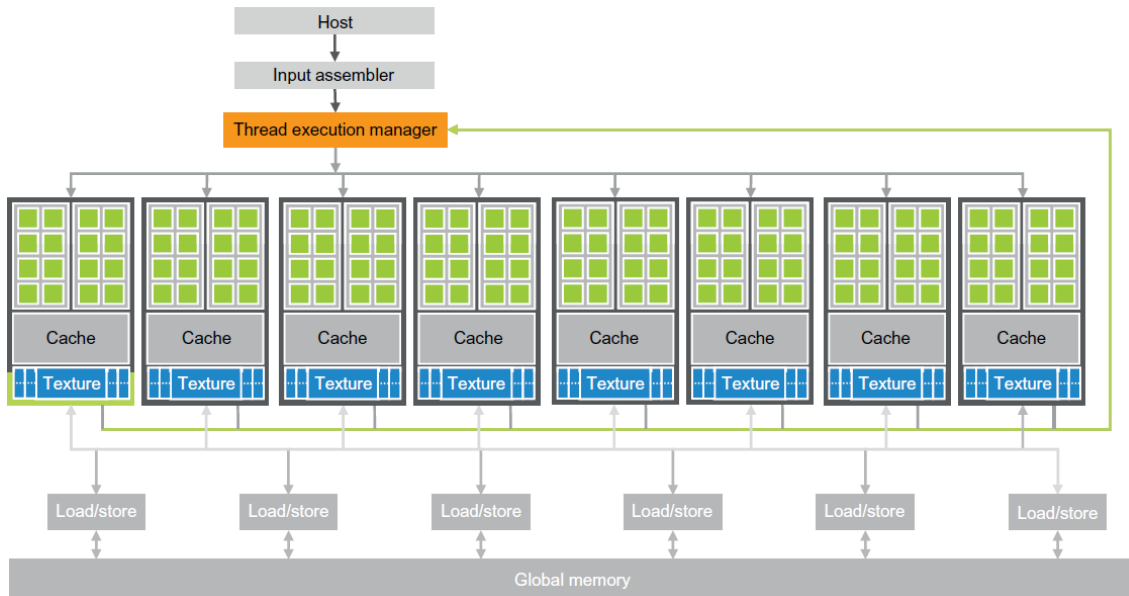 Host
Input assembler
Thread execution manager
Cache
Cache
Cache
Cache
Cache
Cache
Cache
Cache
Texture
Texture
Texture
Texture
Texture
Texture
Texture
Texture
Load/store
Load/store
Load/store
Load/store
Load/store
Load/store
Global memory